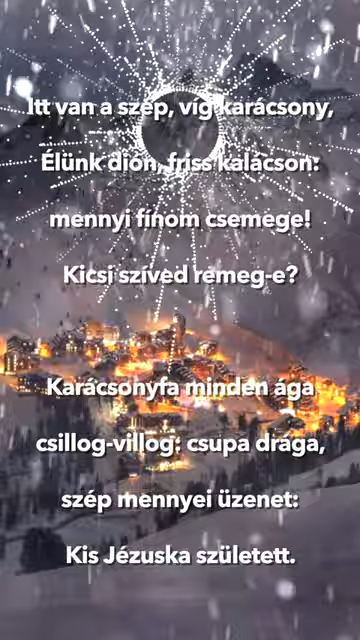 Itt van a szép, víg karácsony,
Élünk dión, friss kalácson:
mennyi fínom csemege!
Kicsi szíved remeg-e?
Karácsonyfa minden ága
csillog-villog: csupa drága,
szép mennyei üzenet:
Kis Jézuska született.